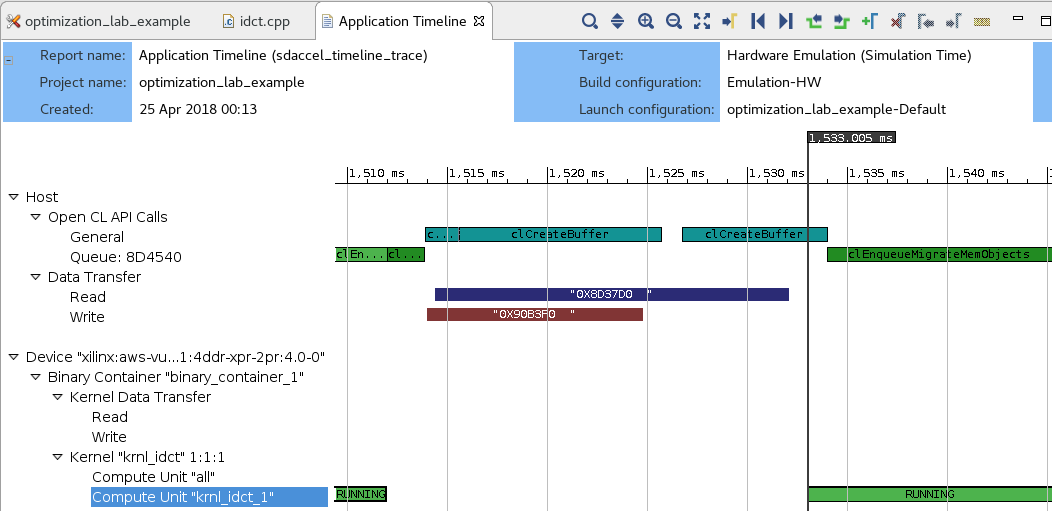 optimization_lab_example idct.cpp Application Timeline
Report name: Application Timeline (sdaccel_timeline_trace) Target: Hardware Emulation (Simulation Time)
Project name: optimization_lab_example Build configuration: Emulation-HW
Created: 25 Apr 2018 00:13 Launch configuration: optimization_lab_example-Default
1,533.005 ms
1,510 ms 1,515 ms 1,520 ms 1,525 ms 1,530 ms 1,535 ms 1,540 ms
Host
Open CL API Calls
General c... clCreateBuffer clCreateBuffer
Queue: 8D4540 clEn... cl... clEnqueueMigrateMemObjects
Data Transfer
Read "0X8D37D0 "
Write "0X90B3F0 "
Device "xilinx:aws-vu...1:4ddr-xpr-2pr:4.0-0"
Binary Container "binary_container_1"
Kernel Data Transfer
Read
Write
Kernel "krnl_idct" 1:1:1
Compute Unit "all"
Compute Unit "krnl_idct_1" RUNNING RUNNING